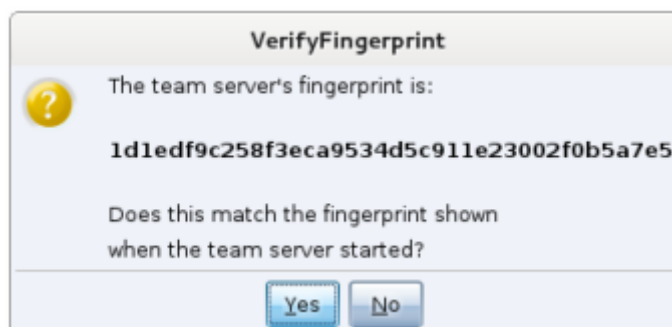 VerifyFingerprint
The team server's fingerprint is:
1d1edf9c258f3eca9534d5c911e23002f0b5a7e5
Does this match the fingerprint shown
when the team server started?
Yes
No